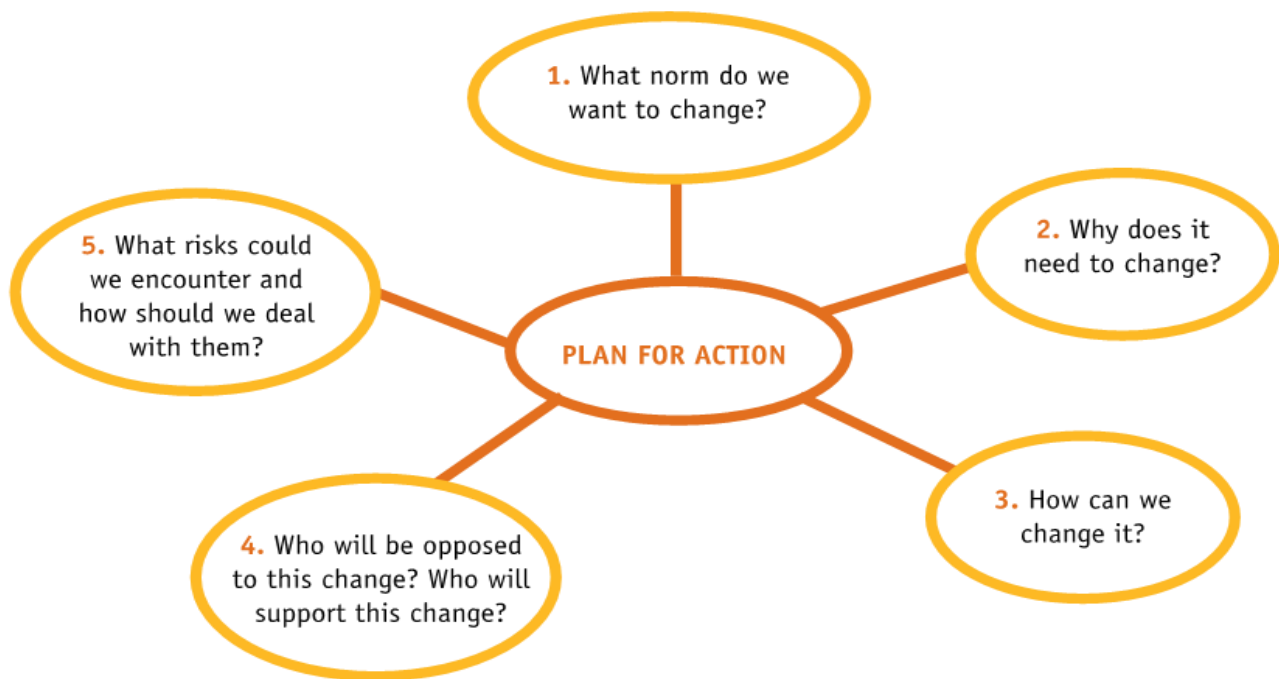 1. What norm do we
want to change?
2. Why does it
need to change?
5. What risks could
we encounter and
how should we deal
with them?
PLAN FOR ACTION
3. How can we
change it?
4. Who will be opposed
to this change? Who will
support this change?